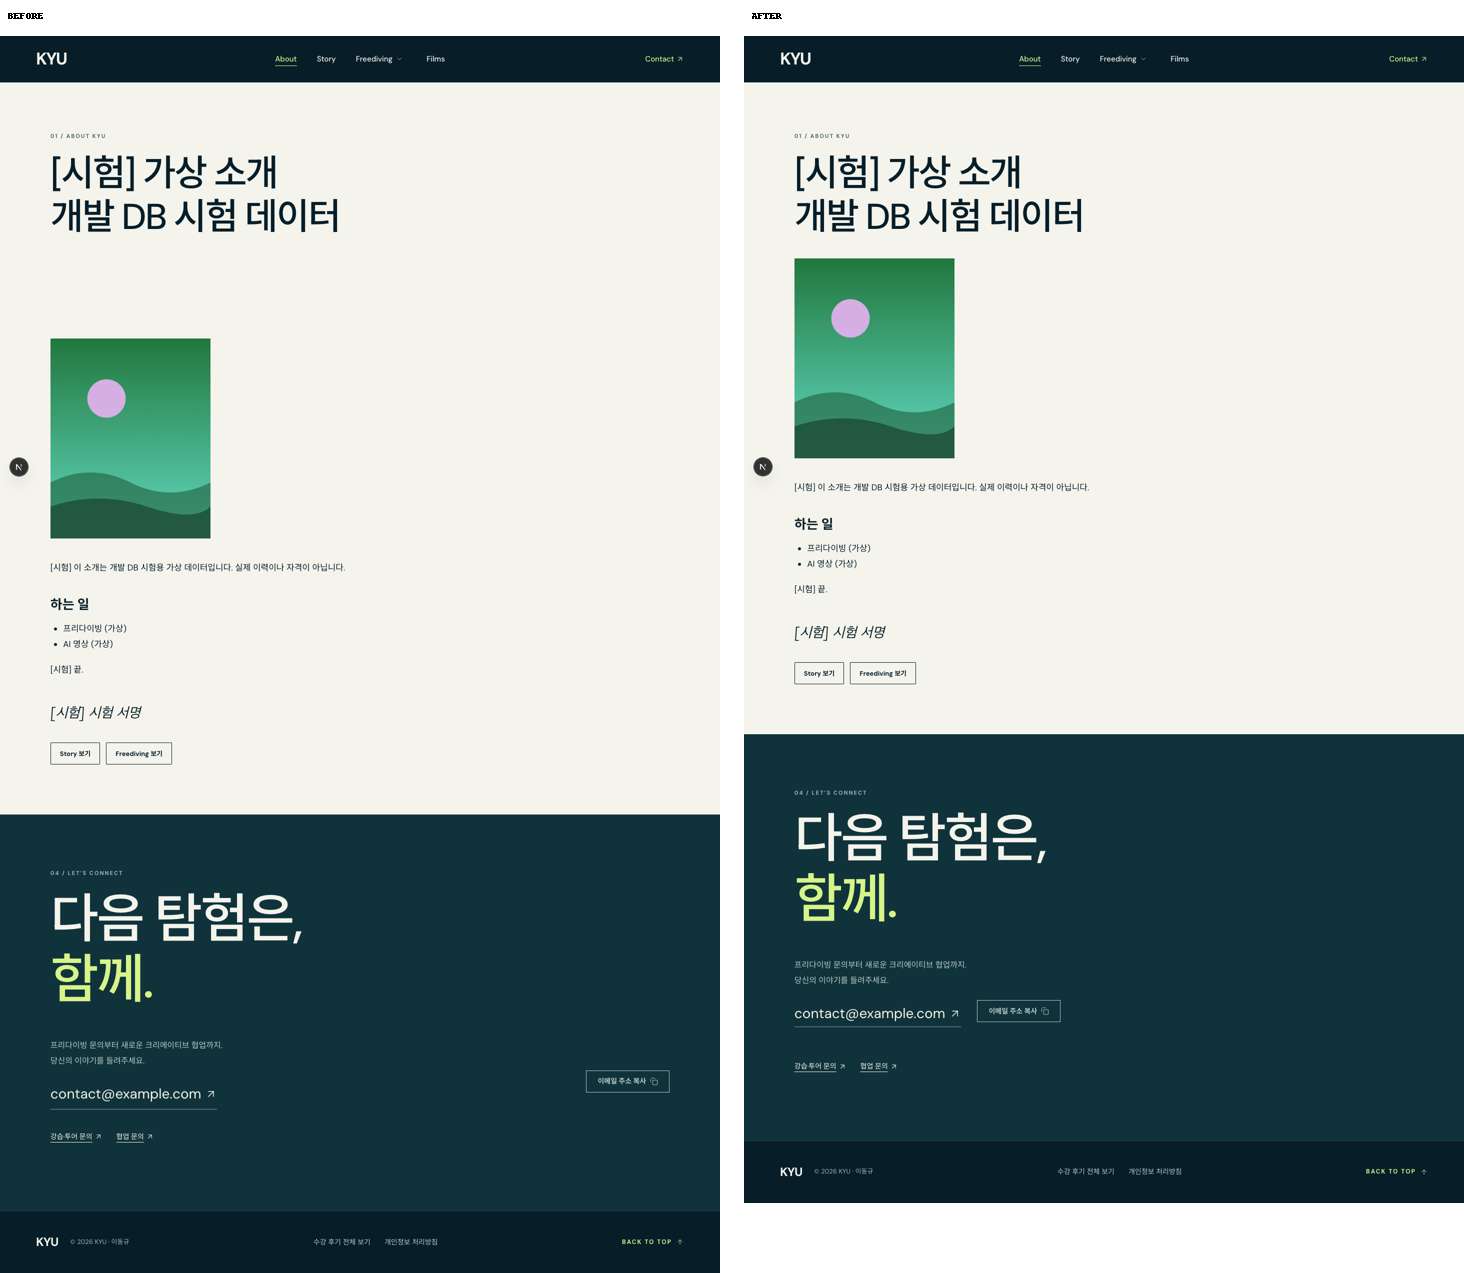 BEFORE
KYU
About Story Freediving Films
Contact
01 / ABOUT KYU
[시험] 가상 소개
개발 DB 시험 데이터
N
[시험] 이 소개는 개발 DB 시험용 가상 데이터입니다. 실제 이력이나 자격이 아닙니다.
하는 일
• 프리다이빙 (가상)
• AI 영상 (가상)
[시험] 끝.
[시험] 시험 서명
Story 보기 Freediving 보기
04 / LET'S CONNECT
다음 탐험은,
함께.
프리다이빙 문의부터 새로운 크리에이티브 협업까지.
당신의 이야기를 들려주세요.
contact@example.com
이메일 주소 복사
강습·투어 문의 협업 문의
KYU © 2026 KYU · 이동규
수강 후기 전체 보기 개인정보 처리방침
BACK TO TOP
AFTER
KYU
About Story Freediving Films
Contact
01 / ABOUT KYU
[시험] 가상 소개
개발 DB 시험 데이터
N
[시험] 이 소개는 개발 DB 시험용 가상 데이터입니다. 실제 이력이나 자격이 아닙니다.
하는 일
• 프리다이빙 (가상)
• AI 영상 (가상)
[시험] 끝.
[시험] 시험 서명
Story 보기 Freediving 보기
04 / LET'S CONNECT
다음 탐험은,
함께.
프리다이빙 문의부터 새로운 크리에이티브 협업까지.
당신의 이야기를 들려주세요.
contact@example.com
이메일 주소 복사
강습·투어 문의 협업 문의
KYU © 2026 KYU · 이동규
수강 후기 전체 보기 개인정보 처리방침
BACK TO TOP